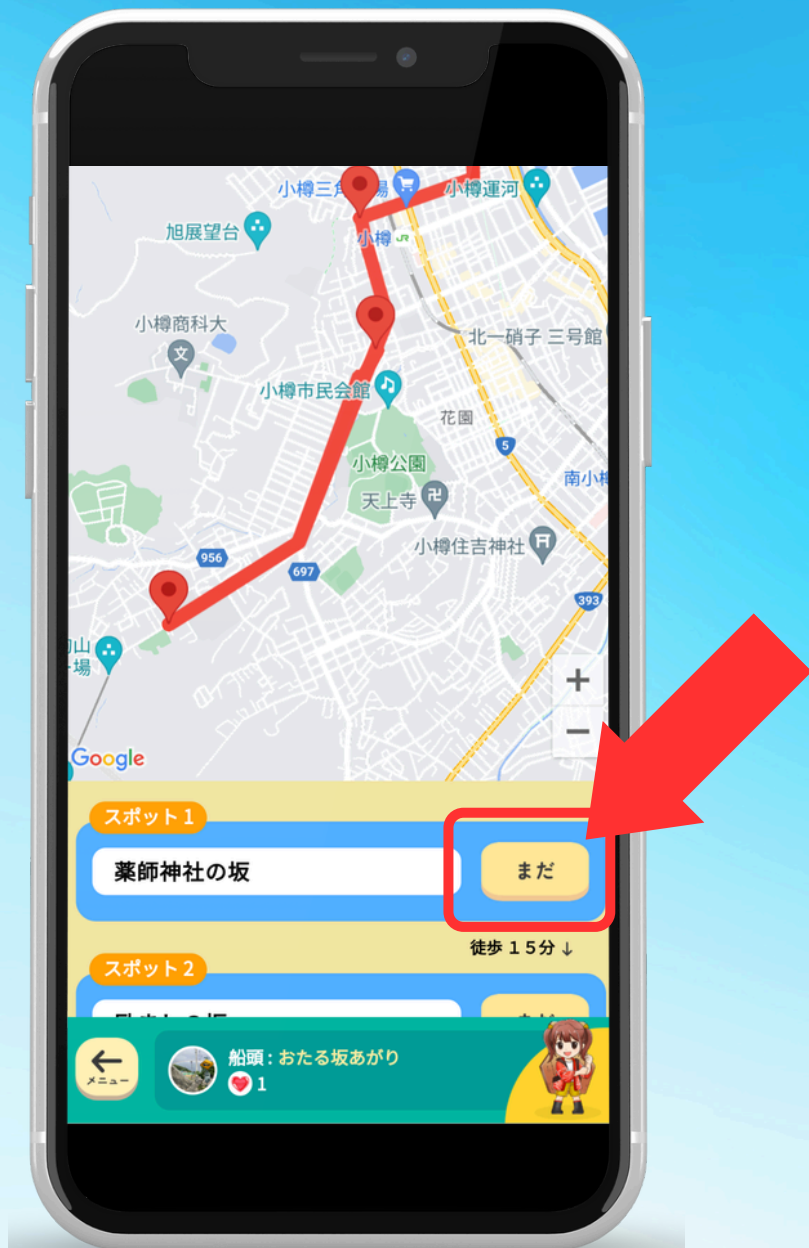 小樽三
小樽運河
旭展望台
小樽
JR
小樽商科大
文
北一硝子 三号館
小樽市民会館
花園
5
小樽公園
南小樽
天上寺
小樽住吉神社
956
697
393
山
場
+
−
Google
スポット1
薬師神社の坂
まだ
徒歩 15分 ↓
スポット2
メニュー
船頭 : おたる坂あがり
1